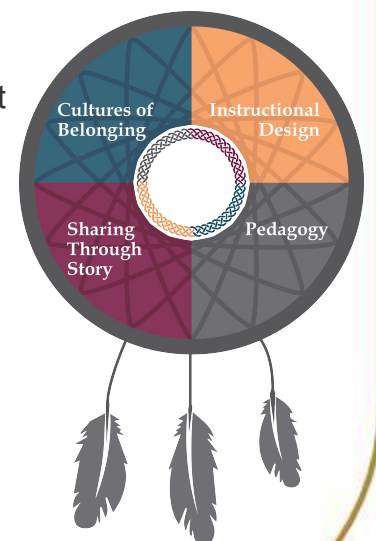 t
Cultures of
Belonging
Instructional
Design
Sharing
Through
Story
Pedagogy